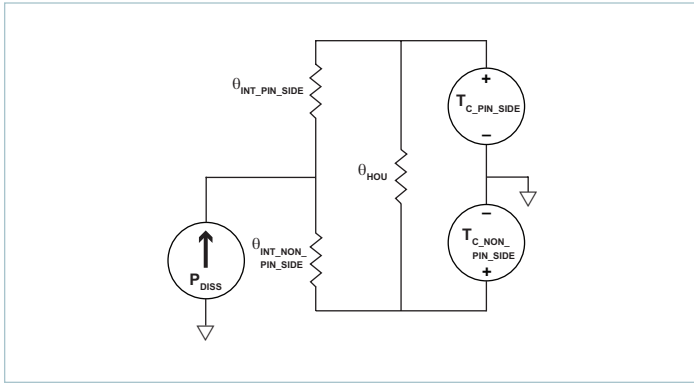 θINT_PIN_SIDE
+
TC_PIN_SIDE
–
θHOU
–
TC_NON_
PIN_SIDE
+
θINT_NON_
PIN_SIDE
PDISS